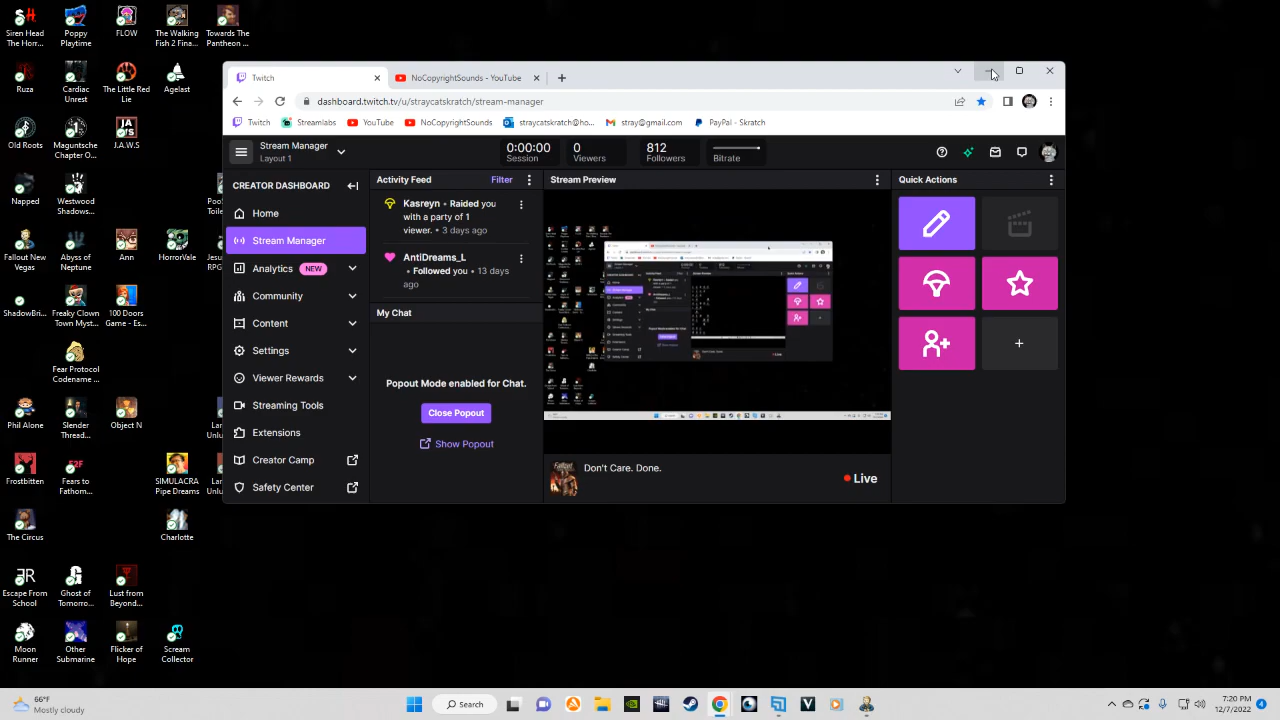 Siren Head
The Horr...
Poppy
Playtime
FLOW
The Walking
Fish 2 Fina...
Towards The
Pantheon ...
Ruza
Cardiac
Unrest
The Little Red
Lie
Agelast
Old Roots
Maguntsche
Chapter O...
J.A.W.S
Napped
Westwood
Shadows...
Fallout New
Vegas
Abyss of
Neptune
Ann
HorrorVale
Freaky Clown
Town Myst...
100 Doors
Game - Es...
Fear Protocol
Codename ...
Phil Alone
Slender
Thread...
Object N
Frostbitten
Fears to
Fathom...
SIMULACRA
Pipe Dreams
The Circus
Charlotte
Escape From
School
Ghost of
Tomorro...
Lust from
Beyond...
Moon
Runner
Other
Submarine
Flicker of
Hope
Scream
Collector
Twitch
NoCopyrightSounds - YouTube
dashboard.twitch.tv/u/straycatskratch/stream-manager
Twitch
Streamlabs
YouTube
NoCopyrightSounds
straycatskratch@ho...
stray@gmail.com
PayPal - Skratch
Stream Manager
Layout 1
0:00:00
Session
0
Viewers
812
Followers
Bitrate
CREATOR DASHBOARD
Home
Stream Manager
Analytics NEW
Community
Content
Settings
Viewer Rewards
Streaming Tools
Extensions
Creator Camp
Safety Center
Activity Feed
Filter
Kasreyn • Raided you
with a party of 1
viewer. • 3 days ago
• Followed you • 3 days
ago
My Chat
Popout Mode enabled for Chat.
Close Popout
Show Popout
Stream Preview
Don't Care. Done.
Live
Quick Actions
66°F
Mostly cloudy
Search
7:20 PM
12/7/2022